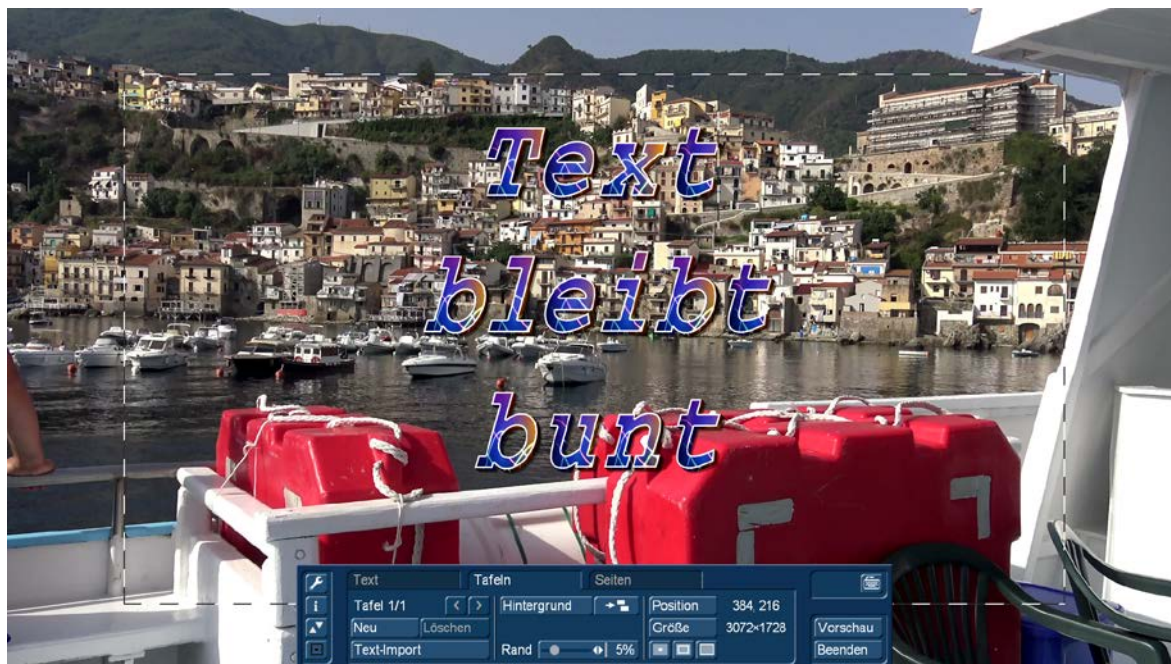 Text
bleibt
bunt
Text Tafeln Seiten
Tafel 1/1 < > Hintergrund Position 384, 216
Neu Löschen Größe 3072×1728 Vorschau
Text-Import Rand 5% Beenden